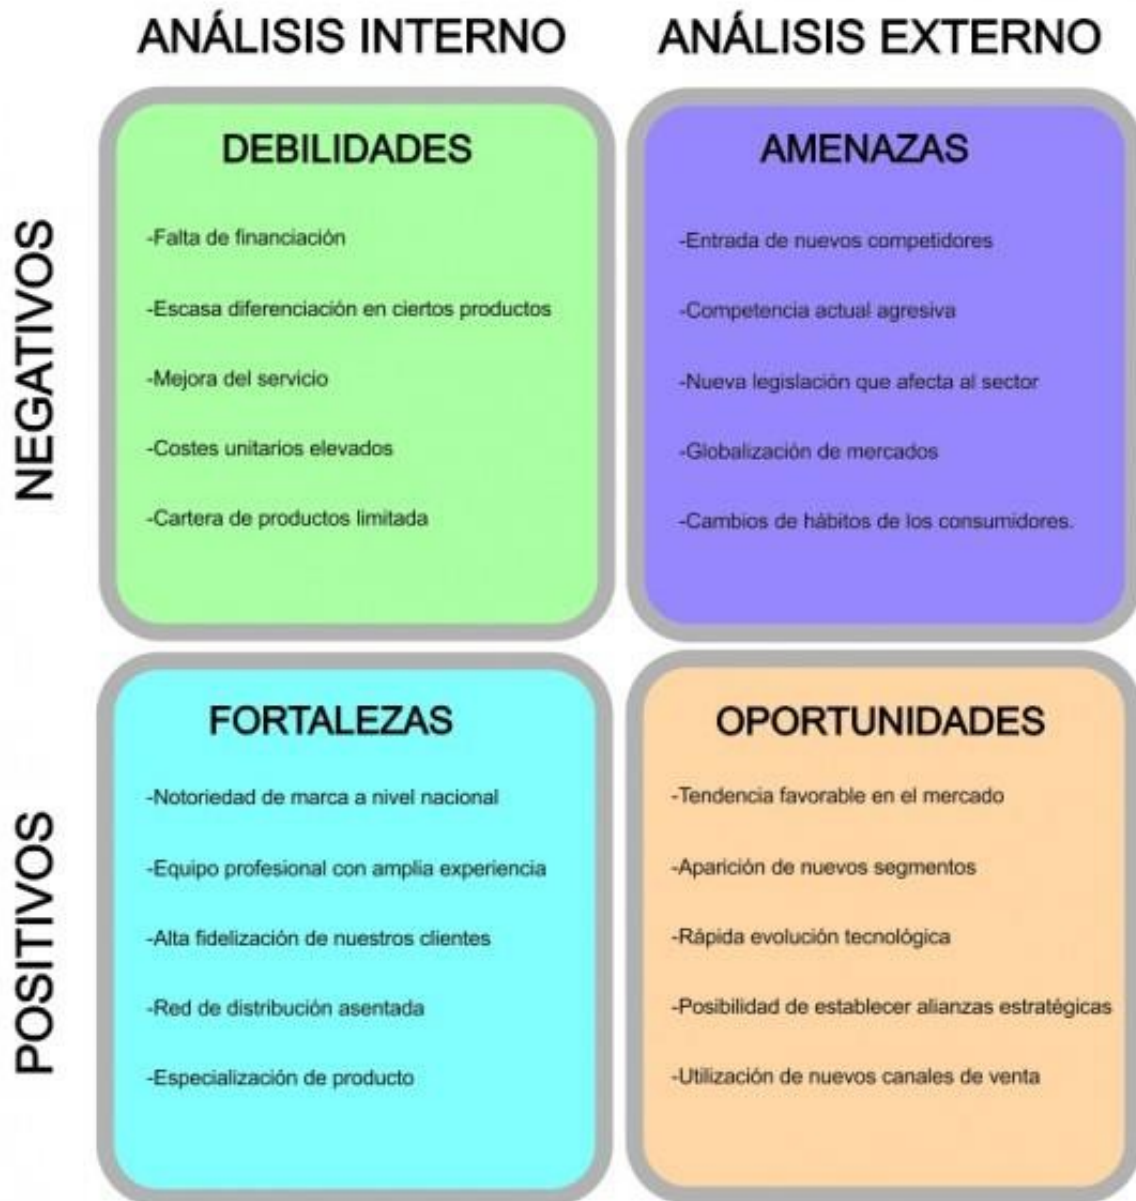 ANÁLISIS INTERNO
ANÁLISIS EXTERNO
NEGATIVOS
DEBILIDADES
-Falta de financiación
-Escasa diferenciación en ciertos productos
-Mejora del servicio
-Costes unitarios elevados
-Cartera de productos limitada
AMENAZAS
-Entrada de nuevos competidores
-Competencia actual agresiva
-Nueva legislación que afecta al sector
-Globalización de mercados
-Cambios de hábitos de los consumidores.
POSITIVOS
FORTALEZAS
-Notoriedad de marca a nivel nacional
-Equipo profesional con amplia experiencia
-Alta fidelización de nuestros clientes
-Red de distribución asentada
-Especialización de producto
OPORTUNIDADES
-Tendencia favorable en el mercado
-Aparición de nuevos segmentos
-Rápida evolución tecnológica
-Posibilidad de establecer alianzas estratégicas
-Utilización de nuevos canales de venta